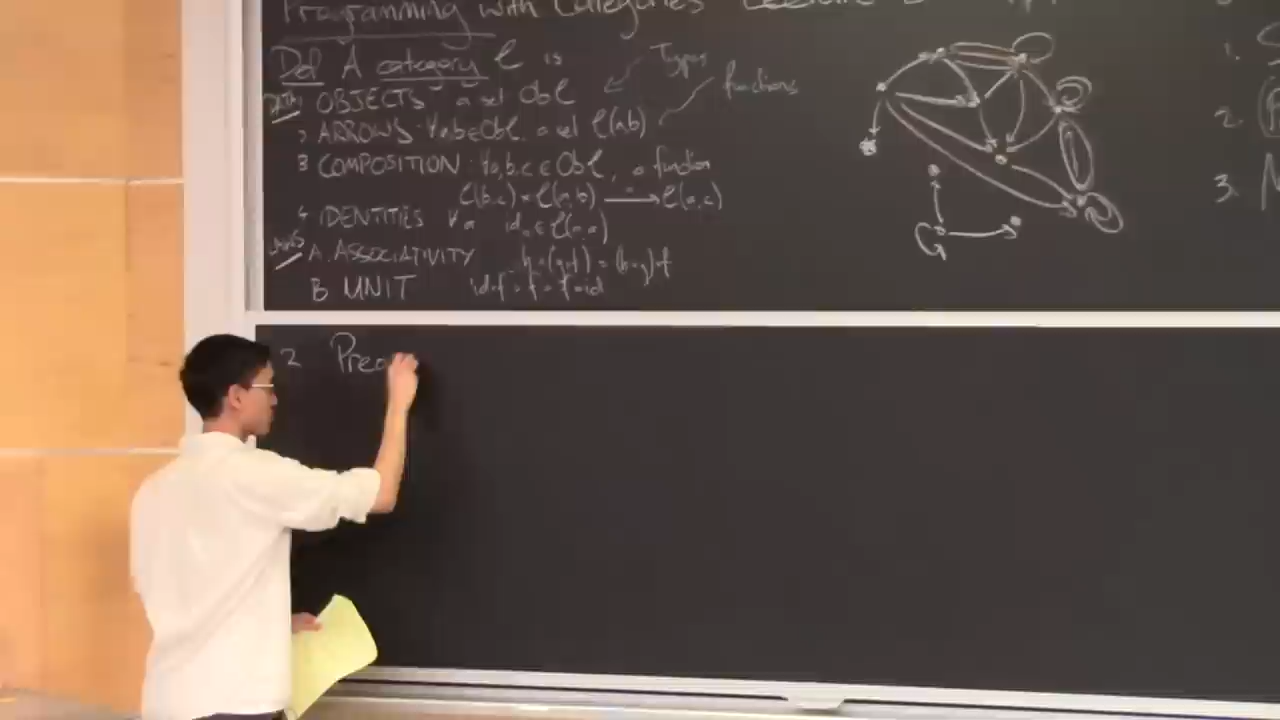 Programming with Categories Lecture
Def A category C is
DATA: 1 OBJECTS: a set Ob C
Types
functions
2 ARROWS: ∀a,b∈Ob C, a set C(a,b)
3 COMPOSITION: ∀a,b,c ∈ Ob C, a function
C(b,c) × C(a,b) ⟶ C(a,c)
4 IDENTITIES ∀a id_a ∈ C(a,a)
A. ASSOCIATIVITY h∘(g∘f) = (h∘g)∘f
B UNIT id∘f = f = f∘id
G
1.
2.
3.
2 Preo